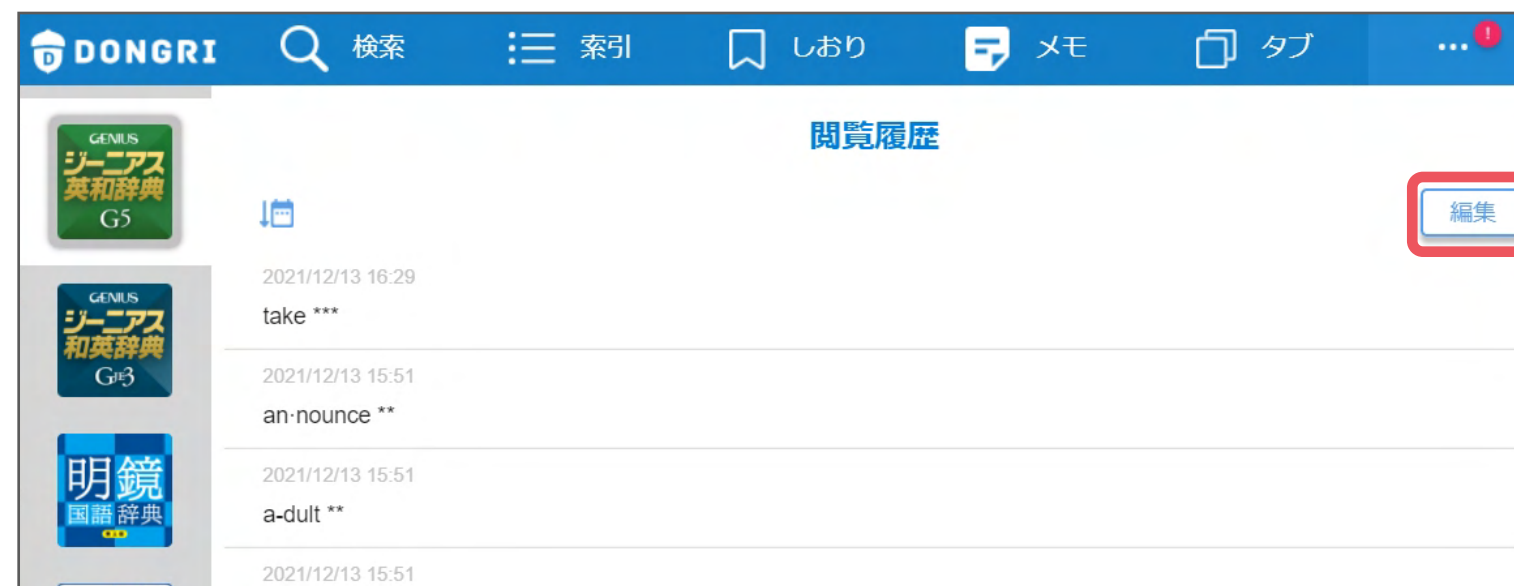 DONGRI 検索 索引 しおり メモ タブ ... !
GENIUS
ジーニアス
英和辞典
G5
GENIUS
ジーニアス
和英辞典
GJE3
明鏡
国語辞典
閲覧履歴
編集
2021/12/13 16:29
take ***
2021/12/13 15:51
an·nounce **
2021/12/13 15:51
a-dult **
2021/12/13 15:51